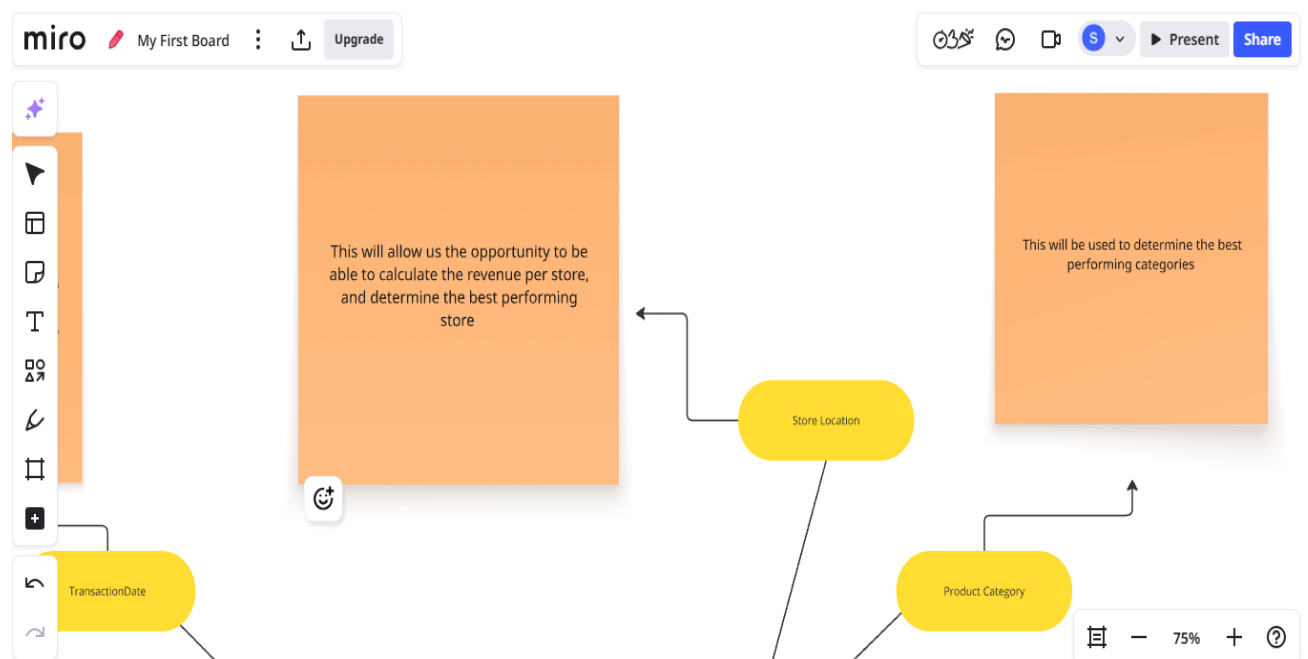 miro
My First Board
Upgrade
S
Present
Share
This will allow us the opportunity to be
able to calculate the revenue per store,
and determine the best performing
store
This will be used to determine the best
performing categories
Store Location
TransactionDate
Product Category
75%